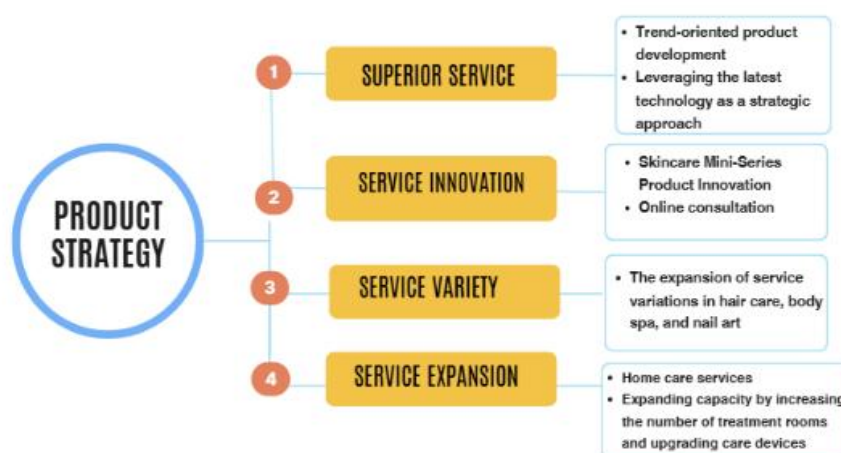 PRODUCT
STRATEGY
1
SUPERIOR SERVICE
• Trend-oriented product
development
• Leveraging the latest
technology as a strategic
approach
2
SERVICE INNOVATION
• Skincare Mini-Series
Product Innovation
• Online consultation
3
SERVICE VARIETY
• The expansion of service
variations in hair care, body
spa, and nail art
4
SERVICE EXPANSION
• Home care services
• Expanding capacity by increasing
the number of treatment rooms
and upgrading care devices